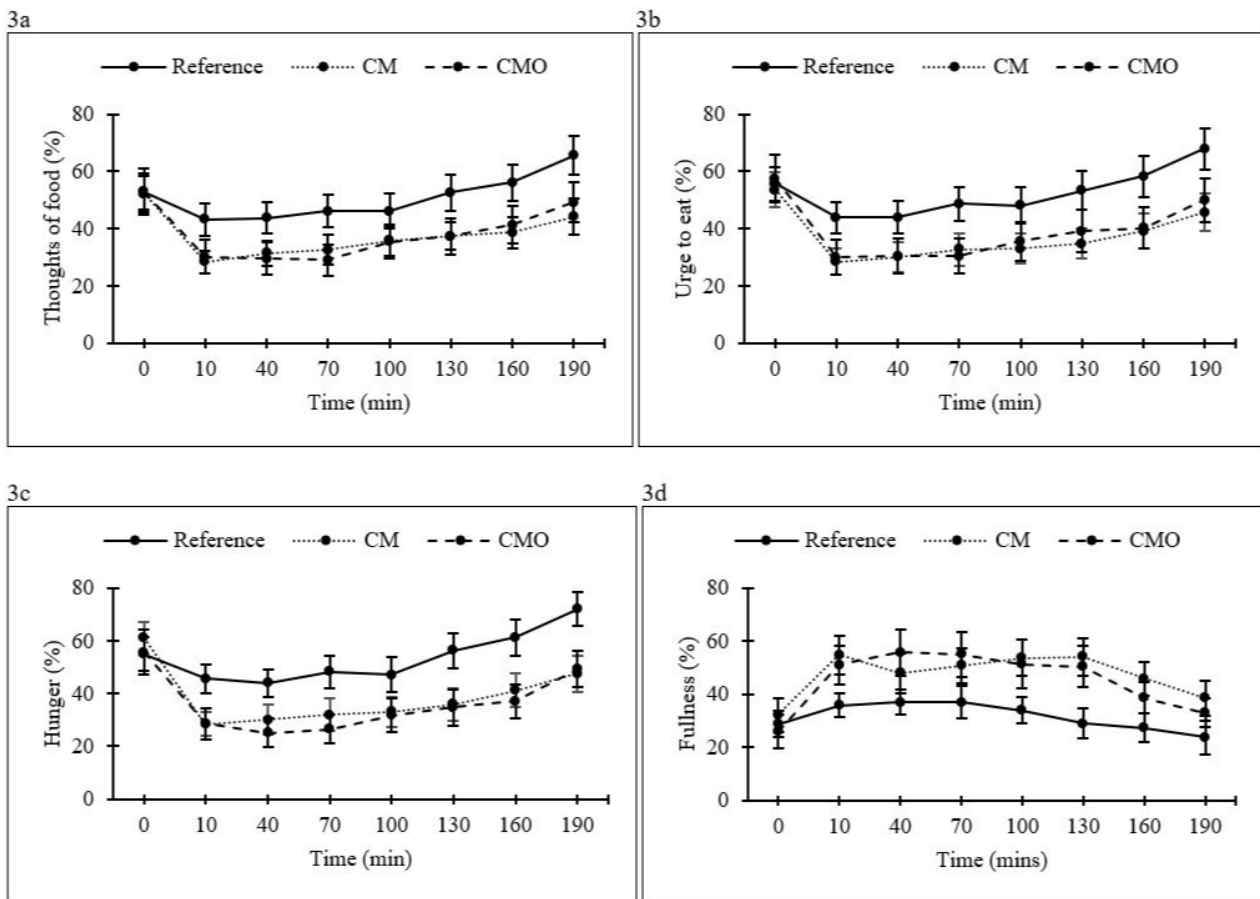 3a
Reference CM CMO
80
60
40
20
0
Thoughts of food (%)
0 10 40 70 100 130 160 190
Time (min)
3b
Reference CM CMO
80
60
40
20
0
Urge to eat (%)
0 10 40 70 100 130 160 190
Time (min)
3c
Reference CM CMO
80
60
40
20
0
Hunger (%)
0 10 40 70 100 130 160 190
Time (min)
3d
Reference CM CMO
80
60
40
20
0
Fullness (%)
0 10 40 70 100 130 160 190
Time (mins)